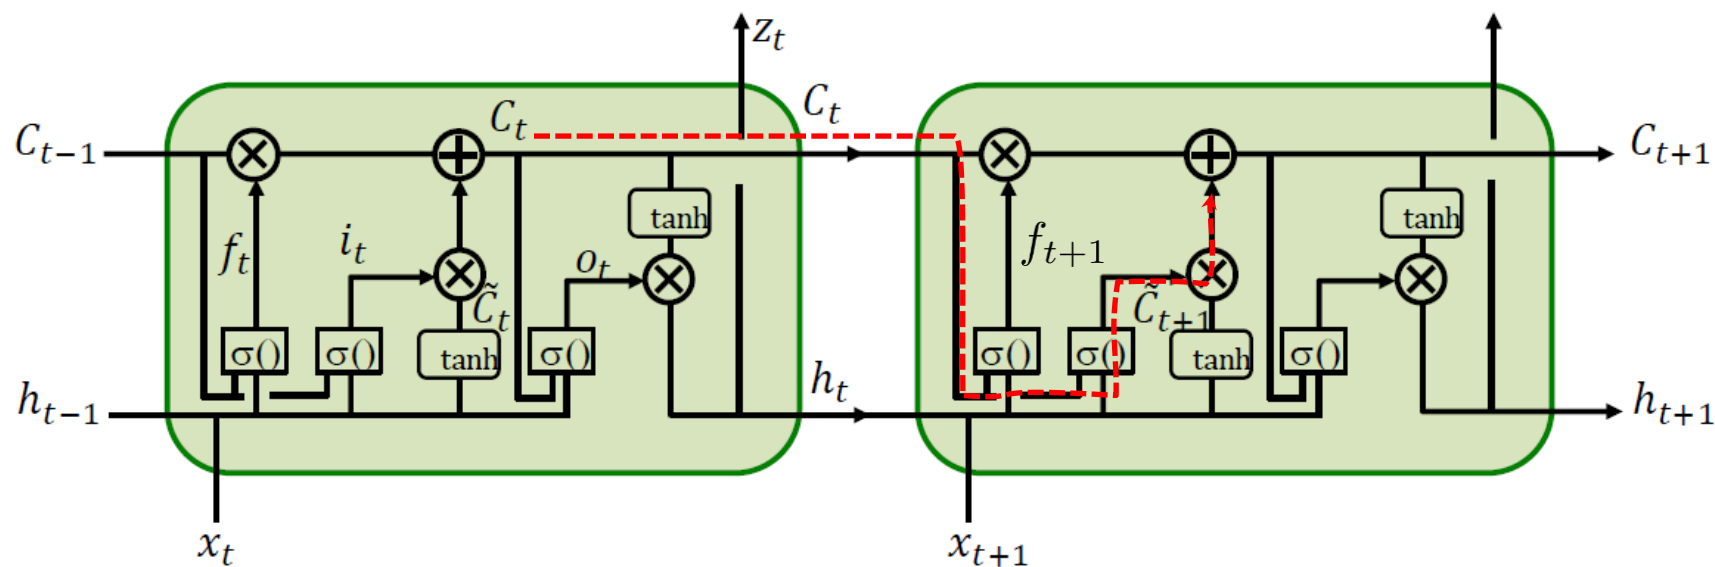 z_t
C_t
C_{t-1} C_t C_{t+1}
tanh tanh
f_t i_t o_t f_{t+1}
C̃_t C̃_{t+1}
σ() σ() tanh σ() σ() σ() tanh σ()
h_{t-1} h_t h_{t+1}
x_t x_{t+1}